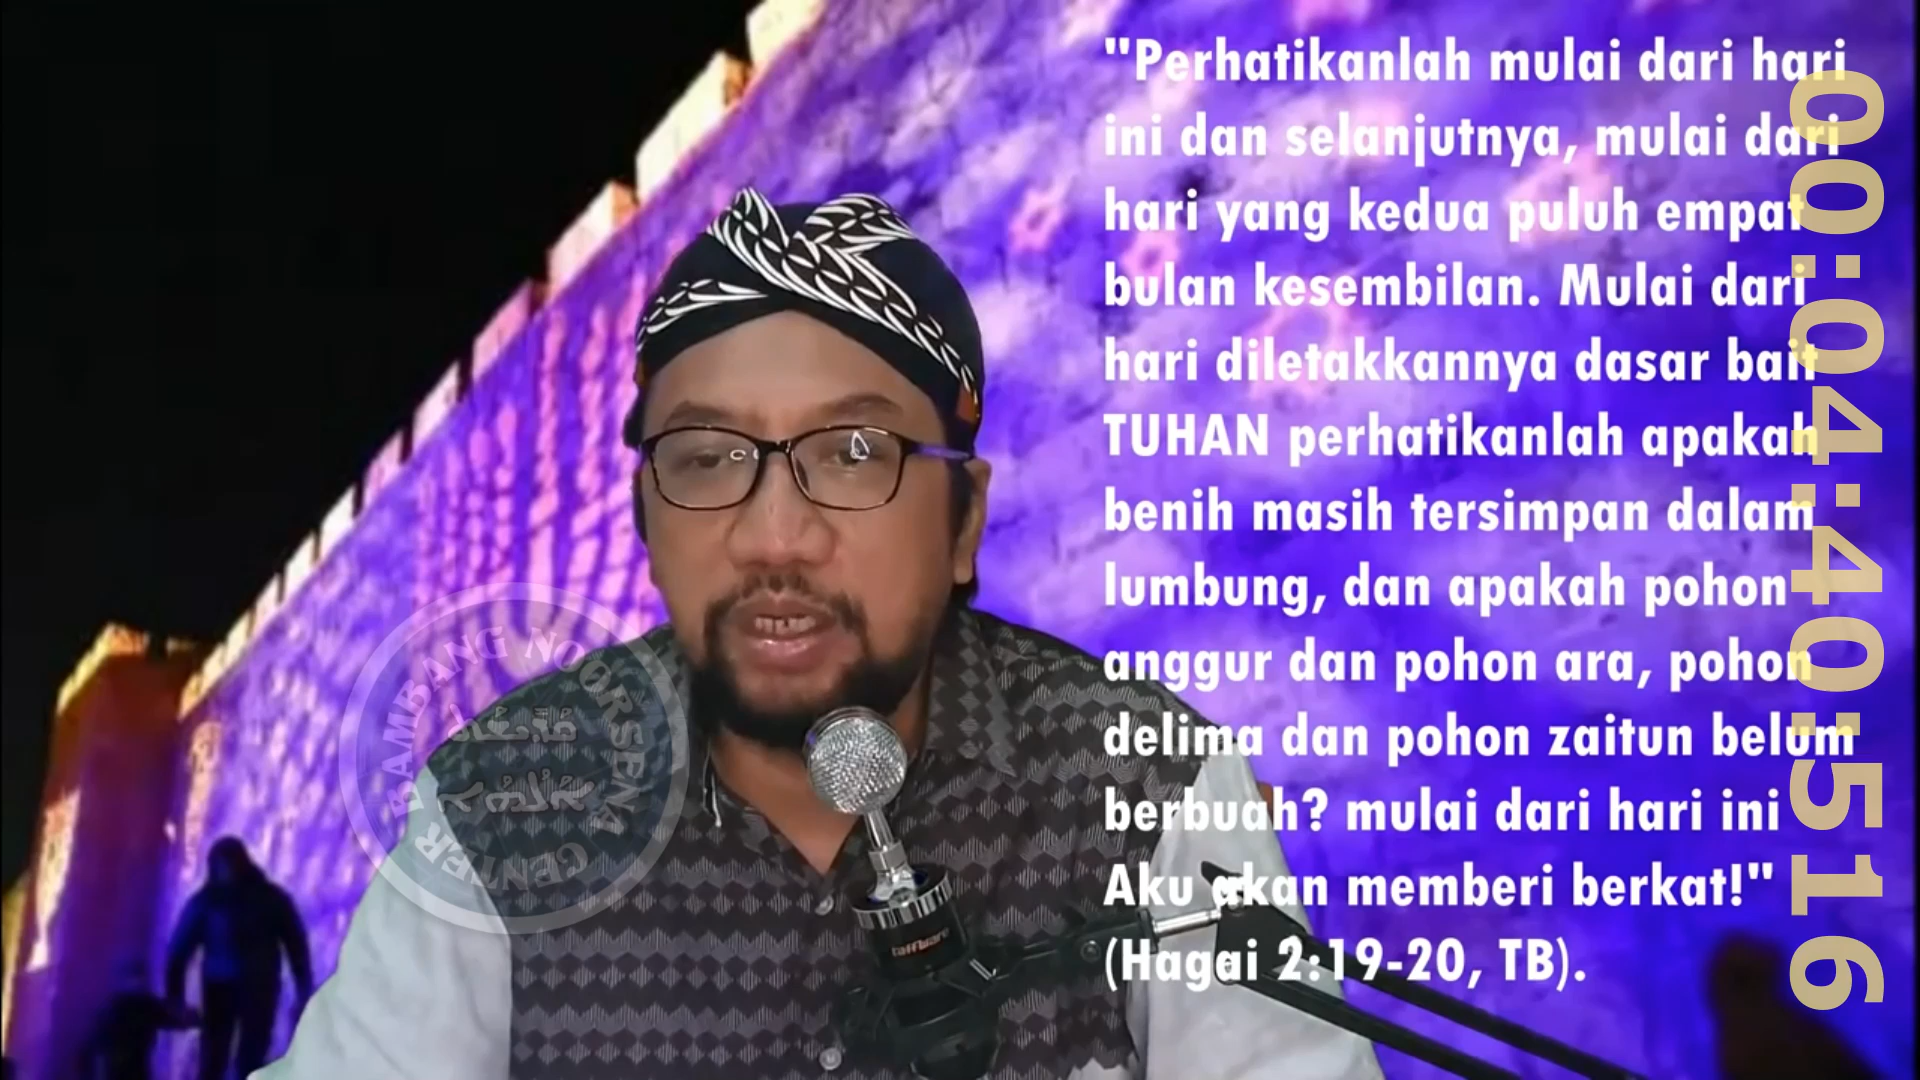 "Perhatikanlah mulai dari hari
ini dan selanjutnya, mulai dari
hari yang kedua puluh empat
bulan kesembilan. Mulai dari
hari diletakkannya dasar bait
TUHAN perhatikanlah apakah
benih masih tersimpan dalam
lumbung, dan apakah pohon
anggur dan pohon ara, pohon
delima dan pohon zaitun belum
berbuah? mulai dari hari ini
Aku akan memberi berkat!"
(Hagai 2:19-20, TB).
00:04:40:516
BAMBANG NOORSENA
CENTER
taffware